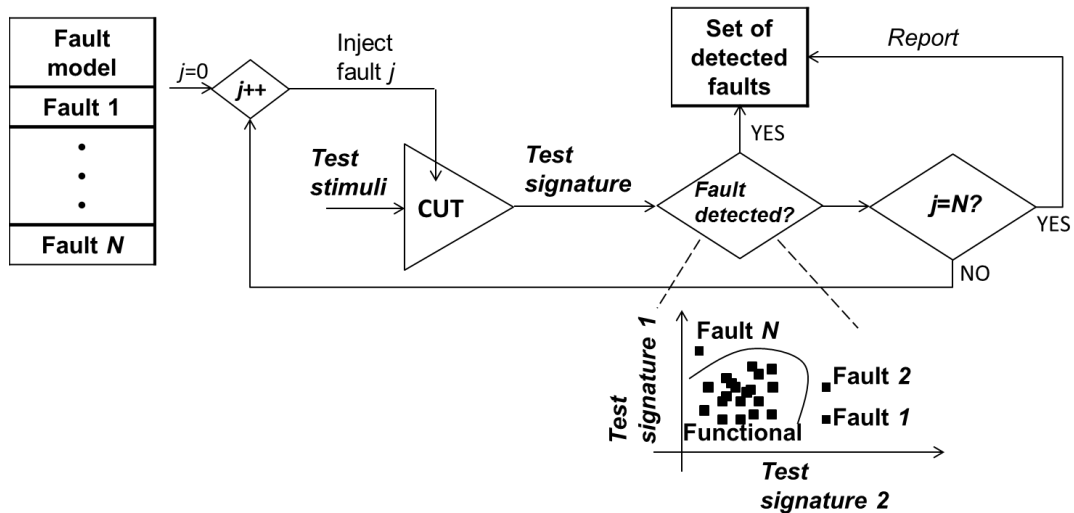 Fault
model
Fault 1
Fault N
j=0
j++
Inject
fault j
Test
stimuli
CUT
Test
signature
Fault
detected?
YES
Set of
detected
faults
Report
j=N?
YES
NO
Test
signature 1
Fault N
Fault 2
Fault 1
Functional
Test
signature 2